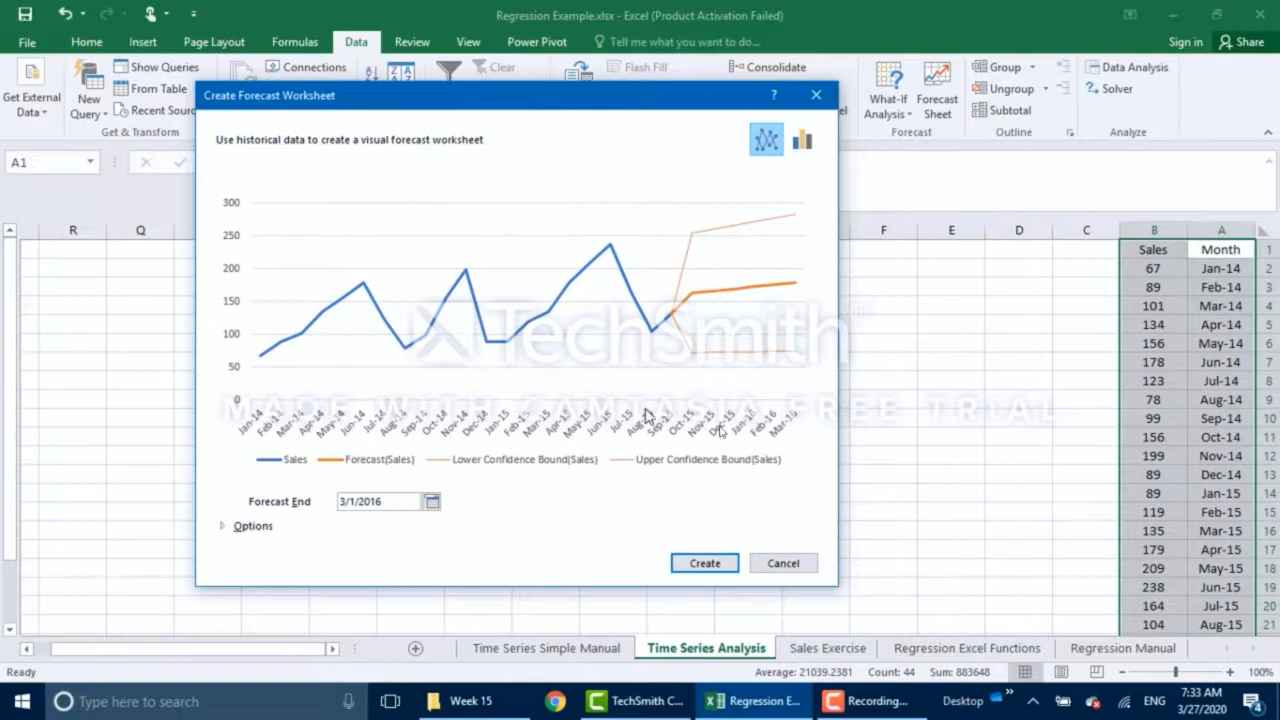 Regression Example.xlsx - Excel (Product Activation Failed)
File Home Insert Page Layout Formulas Data Review View Power Pivot Tell me what you want to do... Sign in Share
Get External Data
New Query
Show Queries
From Table
Recent Sourc
Get & Transform
Connections
Clear
Flash Fill
Consolidate
What-If Analysis
Forecast Sheet
Forecast
Group
Ungroup
Subtotal
Outline
Data Analysis
Solver
Analyze
A1
Create Forecast Worksheet ?
Use historical data to create a visual forecast worksheet
300
250
200
150
100
50
0
Jan-14 Feb-14 Mar-14 Apr-14 May-14 Jun-14 Jul-14 Aug-14 Sep-14 Oct-14 Nov-14 Dec-14 Jan-15 Feb-15 Mar-15 Apr-15 May-15 Jun-15 Jul-15 Oct-15 Nov-15 Feb-16 Mar-16
Sales Forecast(Sales) Lower Confidence Bound(Sales) Upper Confidence Bound(Sales)
Forecast End 3/1/2016
Options
Create Cancel
TechSmith
MADE WITH CAMTASIA FREE TRIAL
R Q F E D C B A
Sales Month 1
67 Jan-14 2
89 Feb-14 3
101 Mar-14 4
134 Apr-14 5
156 May-14 6
178 Jun-14 7
123 Jul-14 8
78 Aug-14 9
99 Sep-14 10
156 Oct-14 11
199 Nov-14 12
89 Dec-14 13
89 Jan-15 14
119 Feb-15 15
135 Mar-15 16
179 Apr-15 17
209 May-15 18
238 Jun-15 19
164 Jul-15 20
104 Aug-15 21
Time Series Simple Manual Time Series Analysis Sales Exercise Regression Excel Functions Regression Manual
Ready Average: 21039.2381 Count: 44 Sum: 883648 100%
Type here to search Week 15 TechSmith C... Regression E... Recording... Desktop ENG 7:33 AM
3/27/2020 4